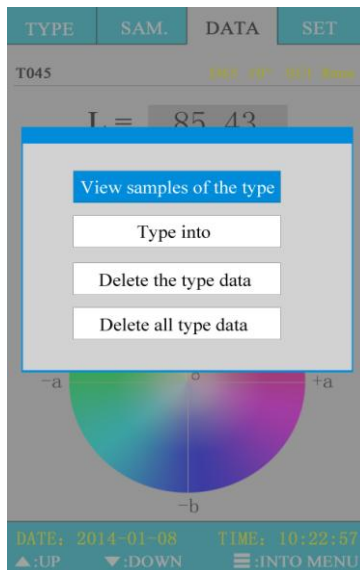 TYPE SAM. DATA SET
T045
L = 85.43
View samples of the type
Type into
Delete the type data
Delete all type data
-a +a
-b
DATE: 2014-01-08 TIME: 10:22:57
▲:UP ▼:DOWN ☰:INTO MENU